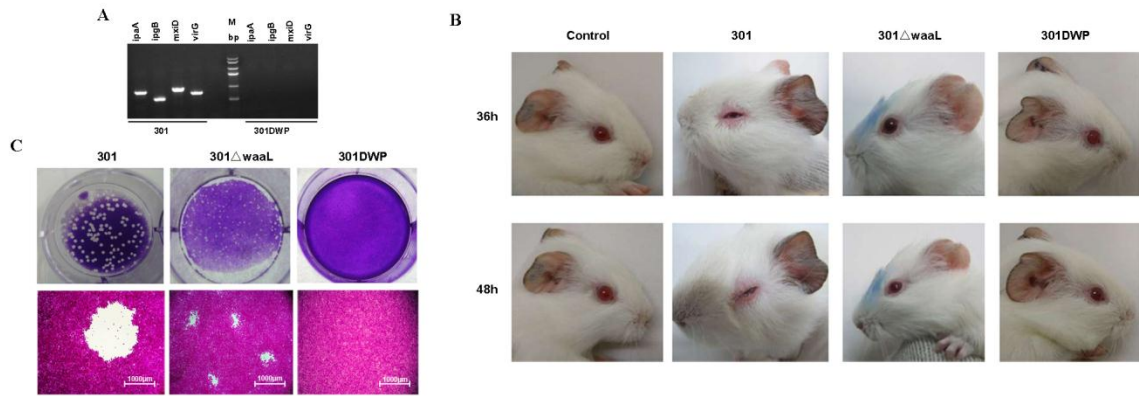 A
ipaA ipgB mxiD virG M bp ipaA ipgB mxiD virG
301 301DWP
B
Control 301 301△waaL 301DWP
36h
48h
C
301 301△waaL 301DWP
1000μm 1000μm 1000μm